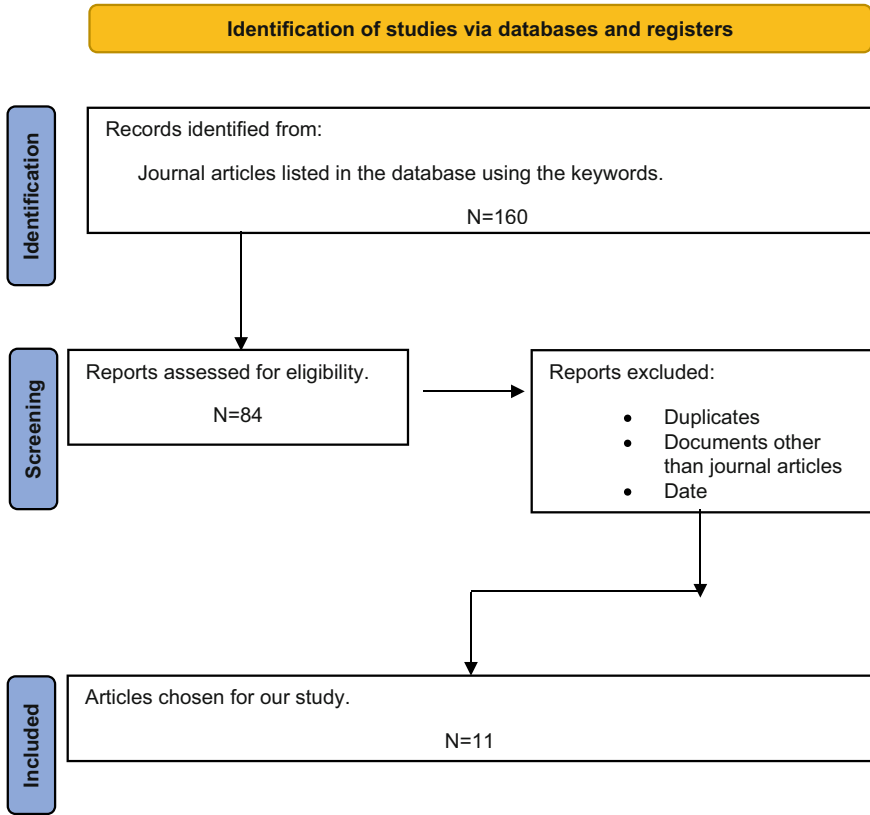 Identification of studies via databases and registers
Identification
Records identified from:
Journal articles listed in the database using the keywords.
N=160
Screening
Reports assessed for eligibility.
N=84
Reports excluded:
• Duplicates
• Documents other
than journal articles
• Date
Included
Articles chosen for our study.
N=11